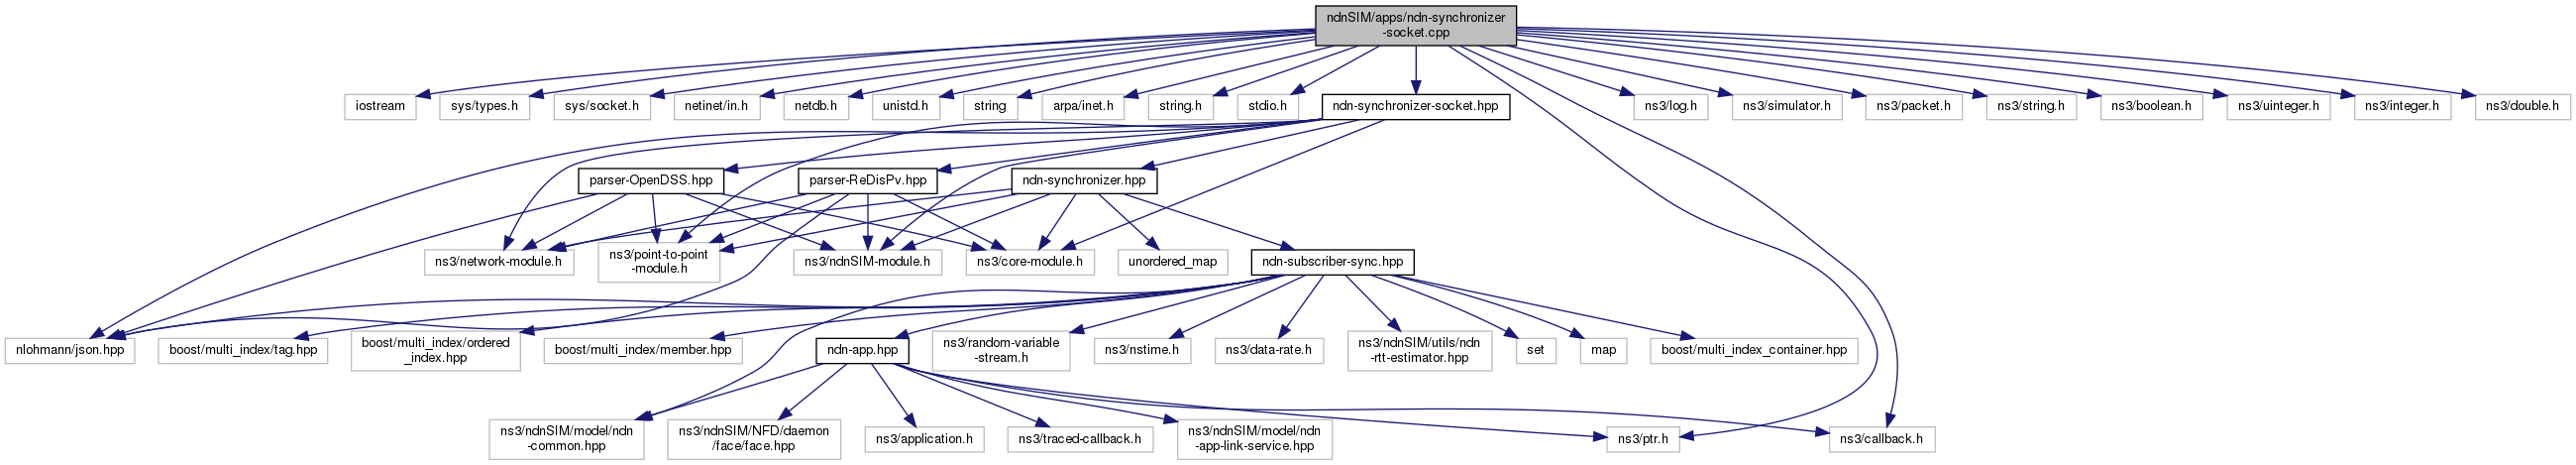 ndnSIM/apps/ndn-synchronizer
-socket.cpp
iostream
sys/types.h
sys/socket.h
netinet/in.h
netdb.h
unistd.h
string
arpa/inet.h
string.h
stdio.h
ndn-synchronizer-socket.hpp
ns3/log.h
ns3/simulator.h
ns3/packet.h
ns3/string.h
ns3/boolean.h
ns3/uinteger.h
ns3/integer.h
ns3/double.h
parser-OpenDSS.hpp
parser-ReDisPv.hpp
ndn-synchronizer.hpp
ns3/network-module.h
ns3/point-to-point
-module.h
ns3/ndnSIM-module.h
ns3/core-module.h
unordered_map
ndn-subscriber-sync.hpp
nlohmann/json.hpp
boost/multi_index/tag.hpp
boost/multi_index/ordered
_index.hpp
boost/multi_index/member.hpp
ndn-app.hpp
ns3/random-variable
-stream.h
ns3/nstime.h
ns3/data-rate.h
ns3/ndnSIM/utils/ndn
-rtt-estimator.hpp
set
map
boost/multi_index_container.hpp
ns3/ndnSIM/model/ndn
-common.hpp
ns3/ndnSIM/NFD/daemon
/face/face.hpp
ns3/application.h
ns3/traced-callback.h
ns3/ndnSIM/model/ndn
-app-link-service.hpp
ns3/ptr.h
ns3/callback.h